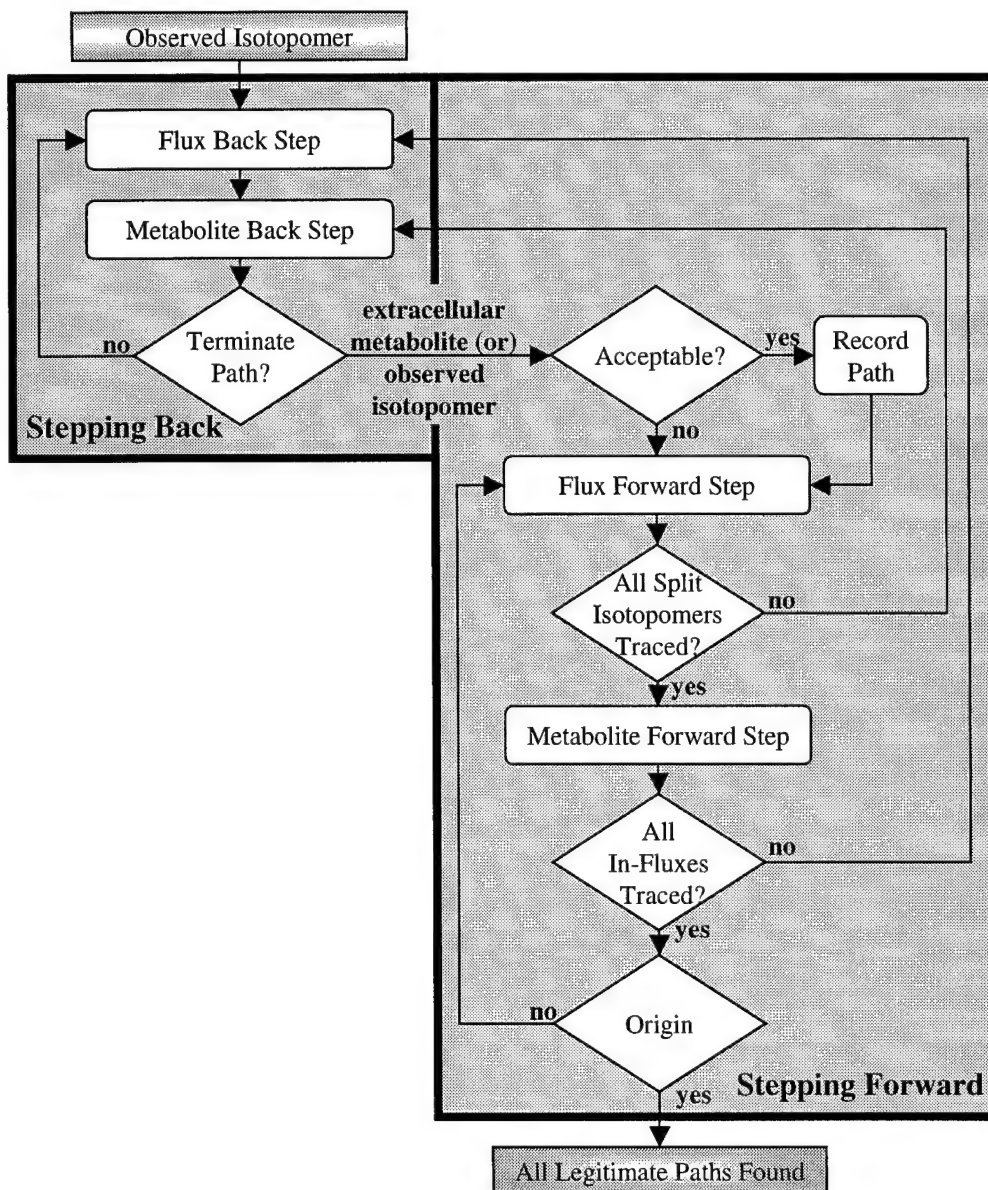 Observed Isotopomer
Flux Back Step
Metabolite Back Step
Terminate
Path?
no
extracellular
metabolite (or)
observed
isotopomer
Stepping Back
Acceptable?
yes
Record
Path
no
Flux Forward Step
All Split
Isotopomers
Traced?
no
yes
Metabolite Forward Step
All
In-Fluxes
Traced?
no
yes
Origin
no
yes
Stepping Forward
All Legitimate Paths Found